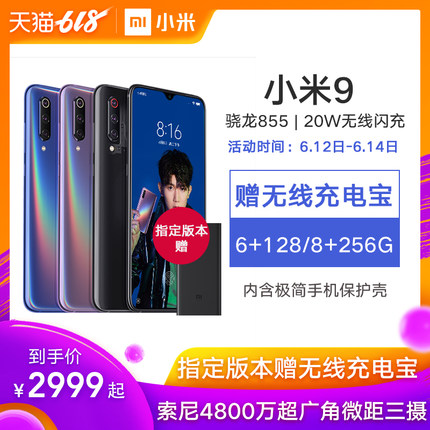 天猫618 mi 小米
小米9
骁龙855 | 20W无线闪充
活动时间：6.12日-6.14日
赠无线充电宝
6+128/8+256G
内含极简手机保护壳
8:16
指定版本
赠
到手价
¥2999起
指定版本赠无线充电宝
索尼4800万超广角微距三摄